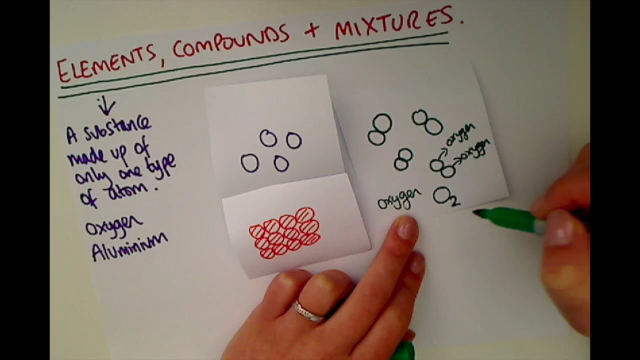 ELEMENTS, COMPOUNDS + MIXTURES.
A substance
made up of
only one type
of atom.
Oxygen
Aluminium
oxygen
oxygen
oxygen O2